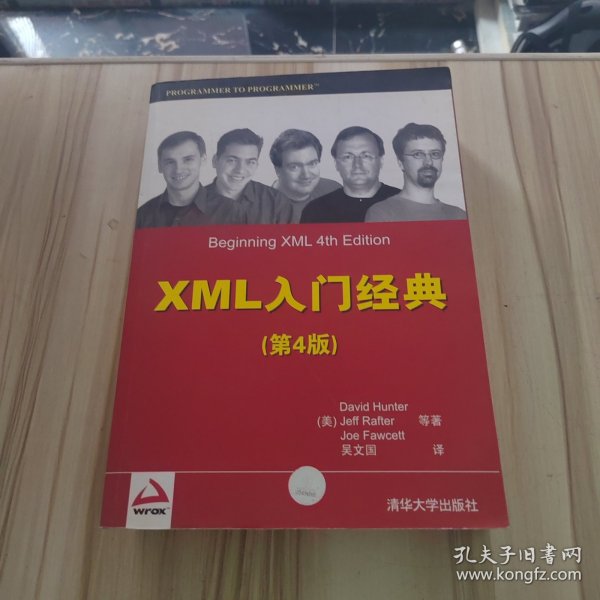 PROGRAMMER TO PROGRAMMER™
Beginning XML 4th Edition
XML入门经典
(第4版)
David Hunter
(美) Jeff Rafter 等著
Joe Fawcett
吴文国 译
wrox™
清华大学出版社
孔夫子旧书网
www.kongfz.com